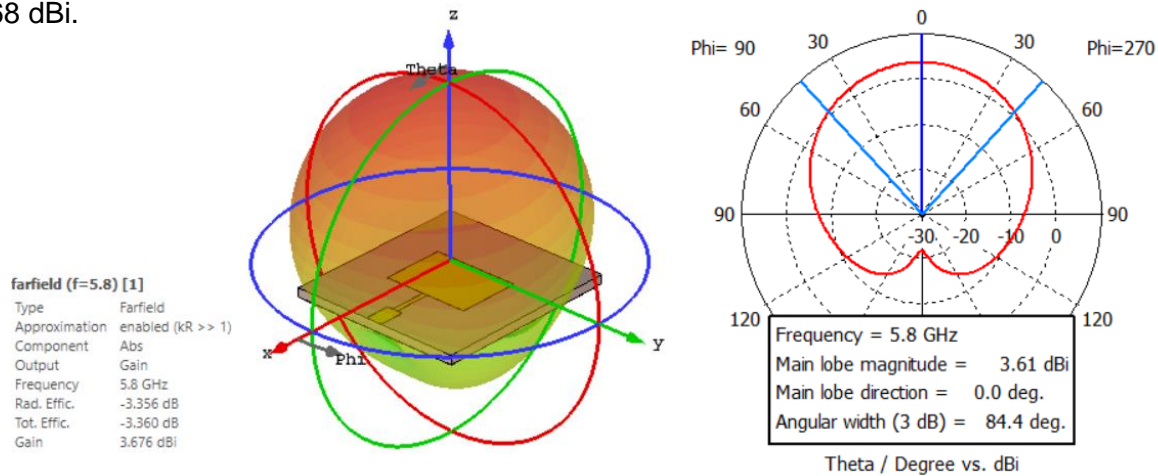 68 dBi.
z
Theta
x
Phi
Y
farfield (f=5.8) [1]
Type Farfield
Approximation enabled (kR >> 1)
Component Abs
Output Gain
Frequency 5.8 GHz
Rad. Effic. -3.356 dB
Tot. Effic. -3.360 dB
Gain 3.676 dBi
0
Phi= 90 30 30 Phi=270
60 60
90 90
-30 -20 -10 0
120 120
Frequency = 5.8 GHz
Main lobe magnitude = 3.61 dBi
Main lobe direction = 0.0 deg.
Angular width (3 dB) = 84.4 deg.
Theta / Degree vs. dBi